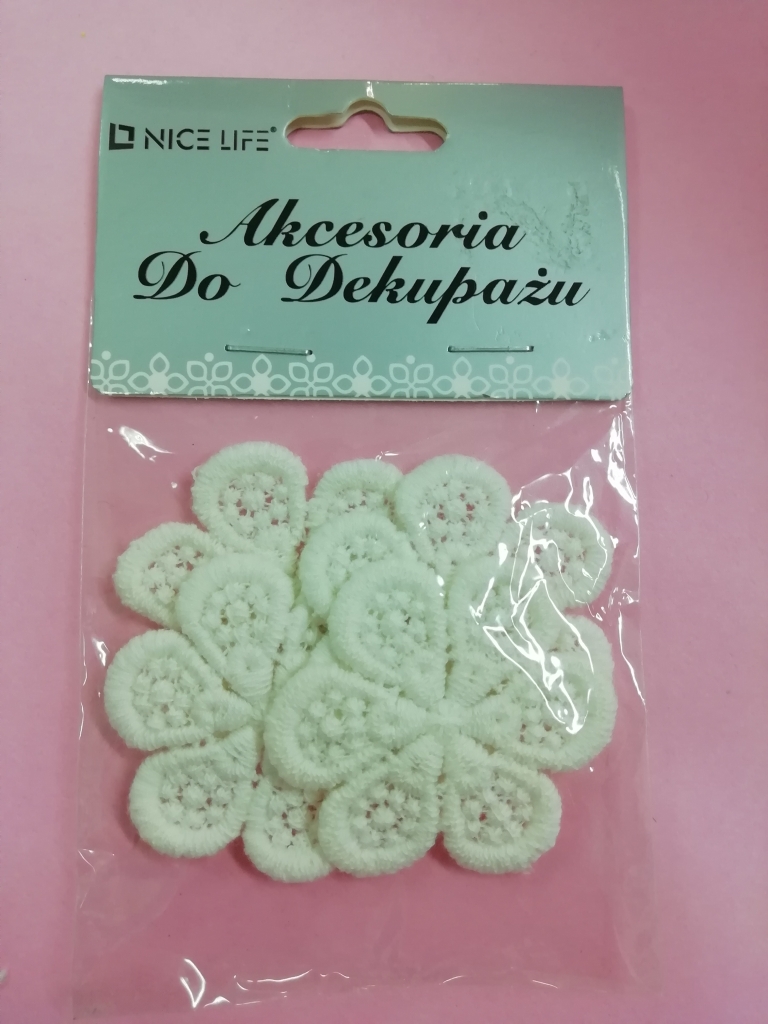 NICE LIFE®
Akcesoria
Do Dekupażu